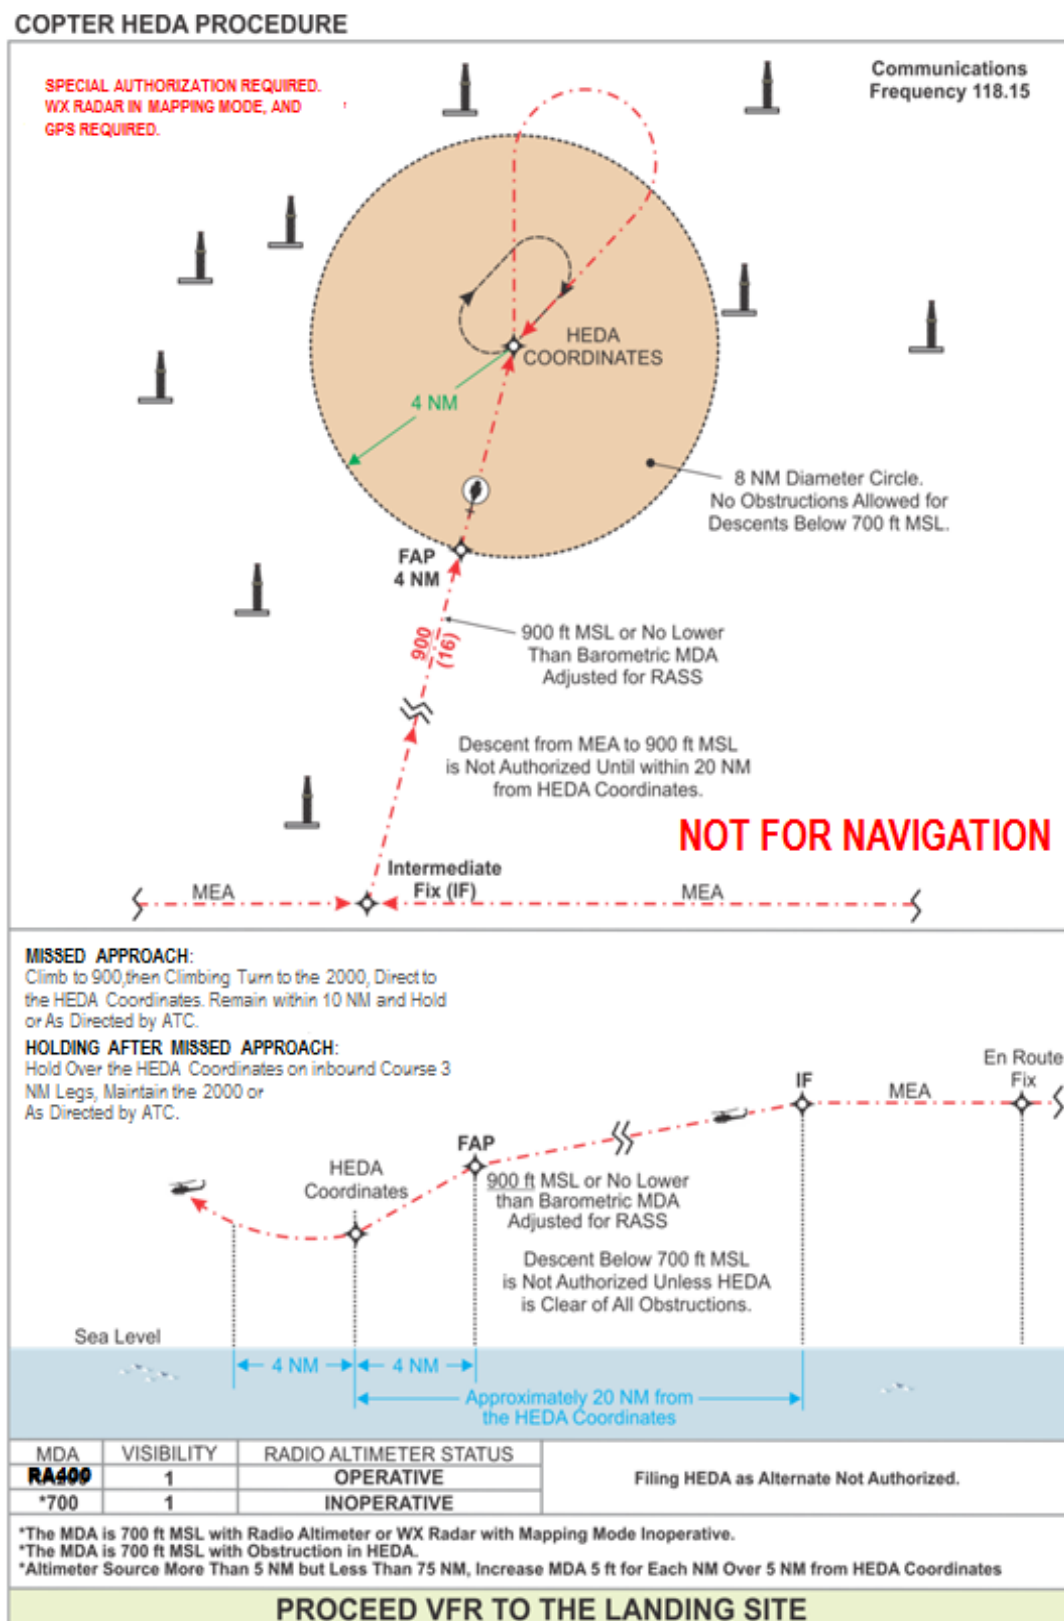 COPTER HEDA PROCEDURE
SPECIAL AUTHORIZATION REQUIRED.
WX RADAR IN MAPPING MODE, AND
GPS REQUIRED.
Communications
Frequency 118.15
HEDA
COORDINATES
4 NM
8 NM Diameter Circle.
No Obstructions Allowed for
Descents Below 700 ft MSL.
FAP
4 NM
900
(16)
900 ft MSL or No Lower
Than Barometric MDA
Adjusted for RASS
Descent from MEA to 900 ft MSL
is Not Authorized Until within 20 NM
from HEDA Coordinates.
NOT FOR NAVIGATION
Intermediate
Fix (IF)
MEA
MEA
MISSED APPROACH:
Climb to 900,then Climbing Turn to the 2000, Direct to
the HEDA Coordinates. Remain within 10 NM and Hold
or As Directed by ATC.
HOLDING AFTER MISSED APPROACH:
Hold Over the HEDA Coordinates on inbound Course 3
NM Legs, Maintain the 2000 or
As Directed by ATC.
En Route
Fix
IF
MEA
FAP
HEDA
Coordinates
900 ft MSL or No Lower
than Barometric MDA
Adjusted for RASS
Descent Below 700 ft MSL
is Not Authorized Unless HEDA
is Clear of All Obstructions.
Sea Level
4 NM
4 NM
Approximately 20 NM from
the HEDA Coordinates
MDA VISIBILITY RADIO ALTIMETER STATUS
RA400 1 OPERATIVE
*700 1 INOPERATIVE
Filing HEDA as Alternate Not Authorized.
*The MDA is 700 ft MSL with Radio Altimeter or WX Radar with Mapping Mode Inoperative.
*The MDA is 700 ft MSL with Obstruction in HEDA.
*Altimeter Source More Than 5 NM but Less Than 75 NM, Increase MDA 5 ft for Each NM Over 5 NM from HEDA Coordinates
PROCEED VFR TO THE LANDING SITE